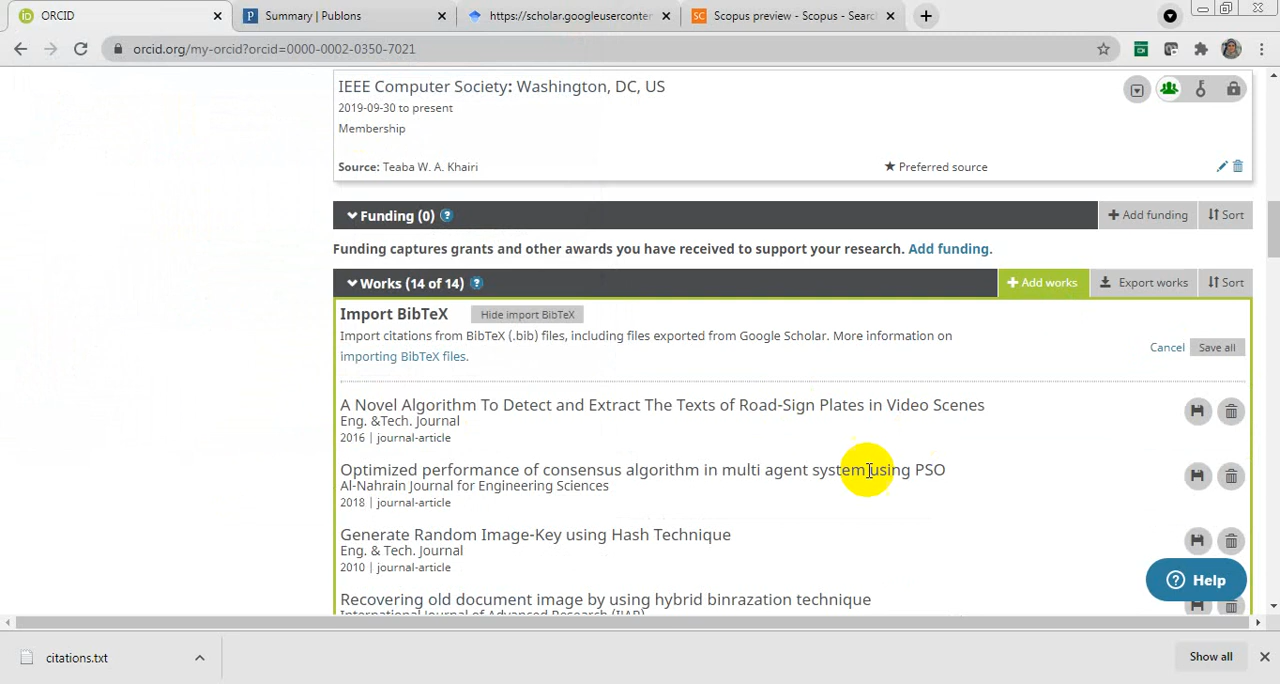 ORCID
Summary | Publons
https://scholar.googleuserconter
Scopus preview - Scopus - Searc
orcid.org/my-orcid?orcid=0000-0002-0350-7021
IEEE Computer Society: Washington, DC, US
2019-09-30 to present
Membership
Source: Teaba W. A. Khairi
★ Preferred source
Funding (0)
Add funding
Sort
Funding captures grants and other awards you have received to support your research. Add funding.
Works (14 of 14)
Add works
Export works
Sort
Import BibTeX
Hide import BibTeX
Import citations from BibTeX (.bib) files, including files exported from Google Scholar. More information on
importing BibTeX files.
Cancel
Save all
A Novel Algorithm To Detect and Extract The Texts of Road-Sign Plates in Video Scenes
Eng. &Tech. Journal
2016 | journal-article
Optimized performance of consensus algorithm in multi agent system using PSO
Al-Nahrain Journal for Engineering Sciences
2018 | journal-article
Generate Random Image-Key using Hash Technique
Eng. & Tech. Journal
2010 | journal-article
Recovering old document image by using hybrid binrazation technique
International Journal of Advanced Research (IJAR)
Help
citations.txt
Show all